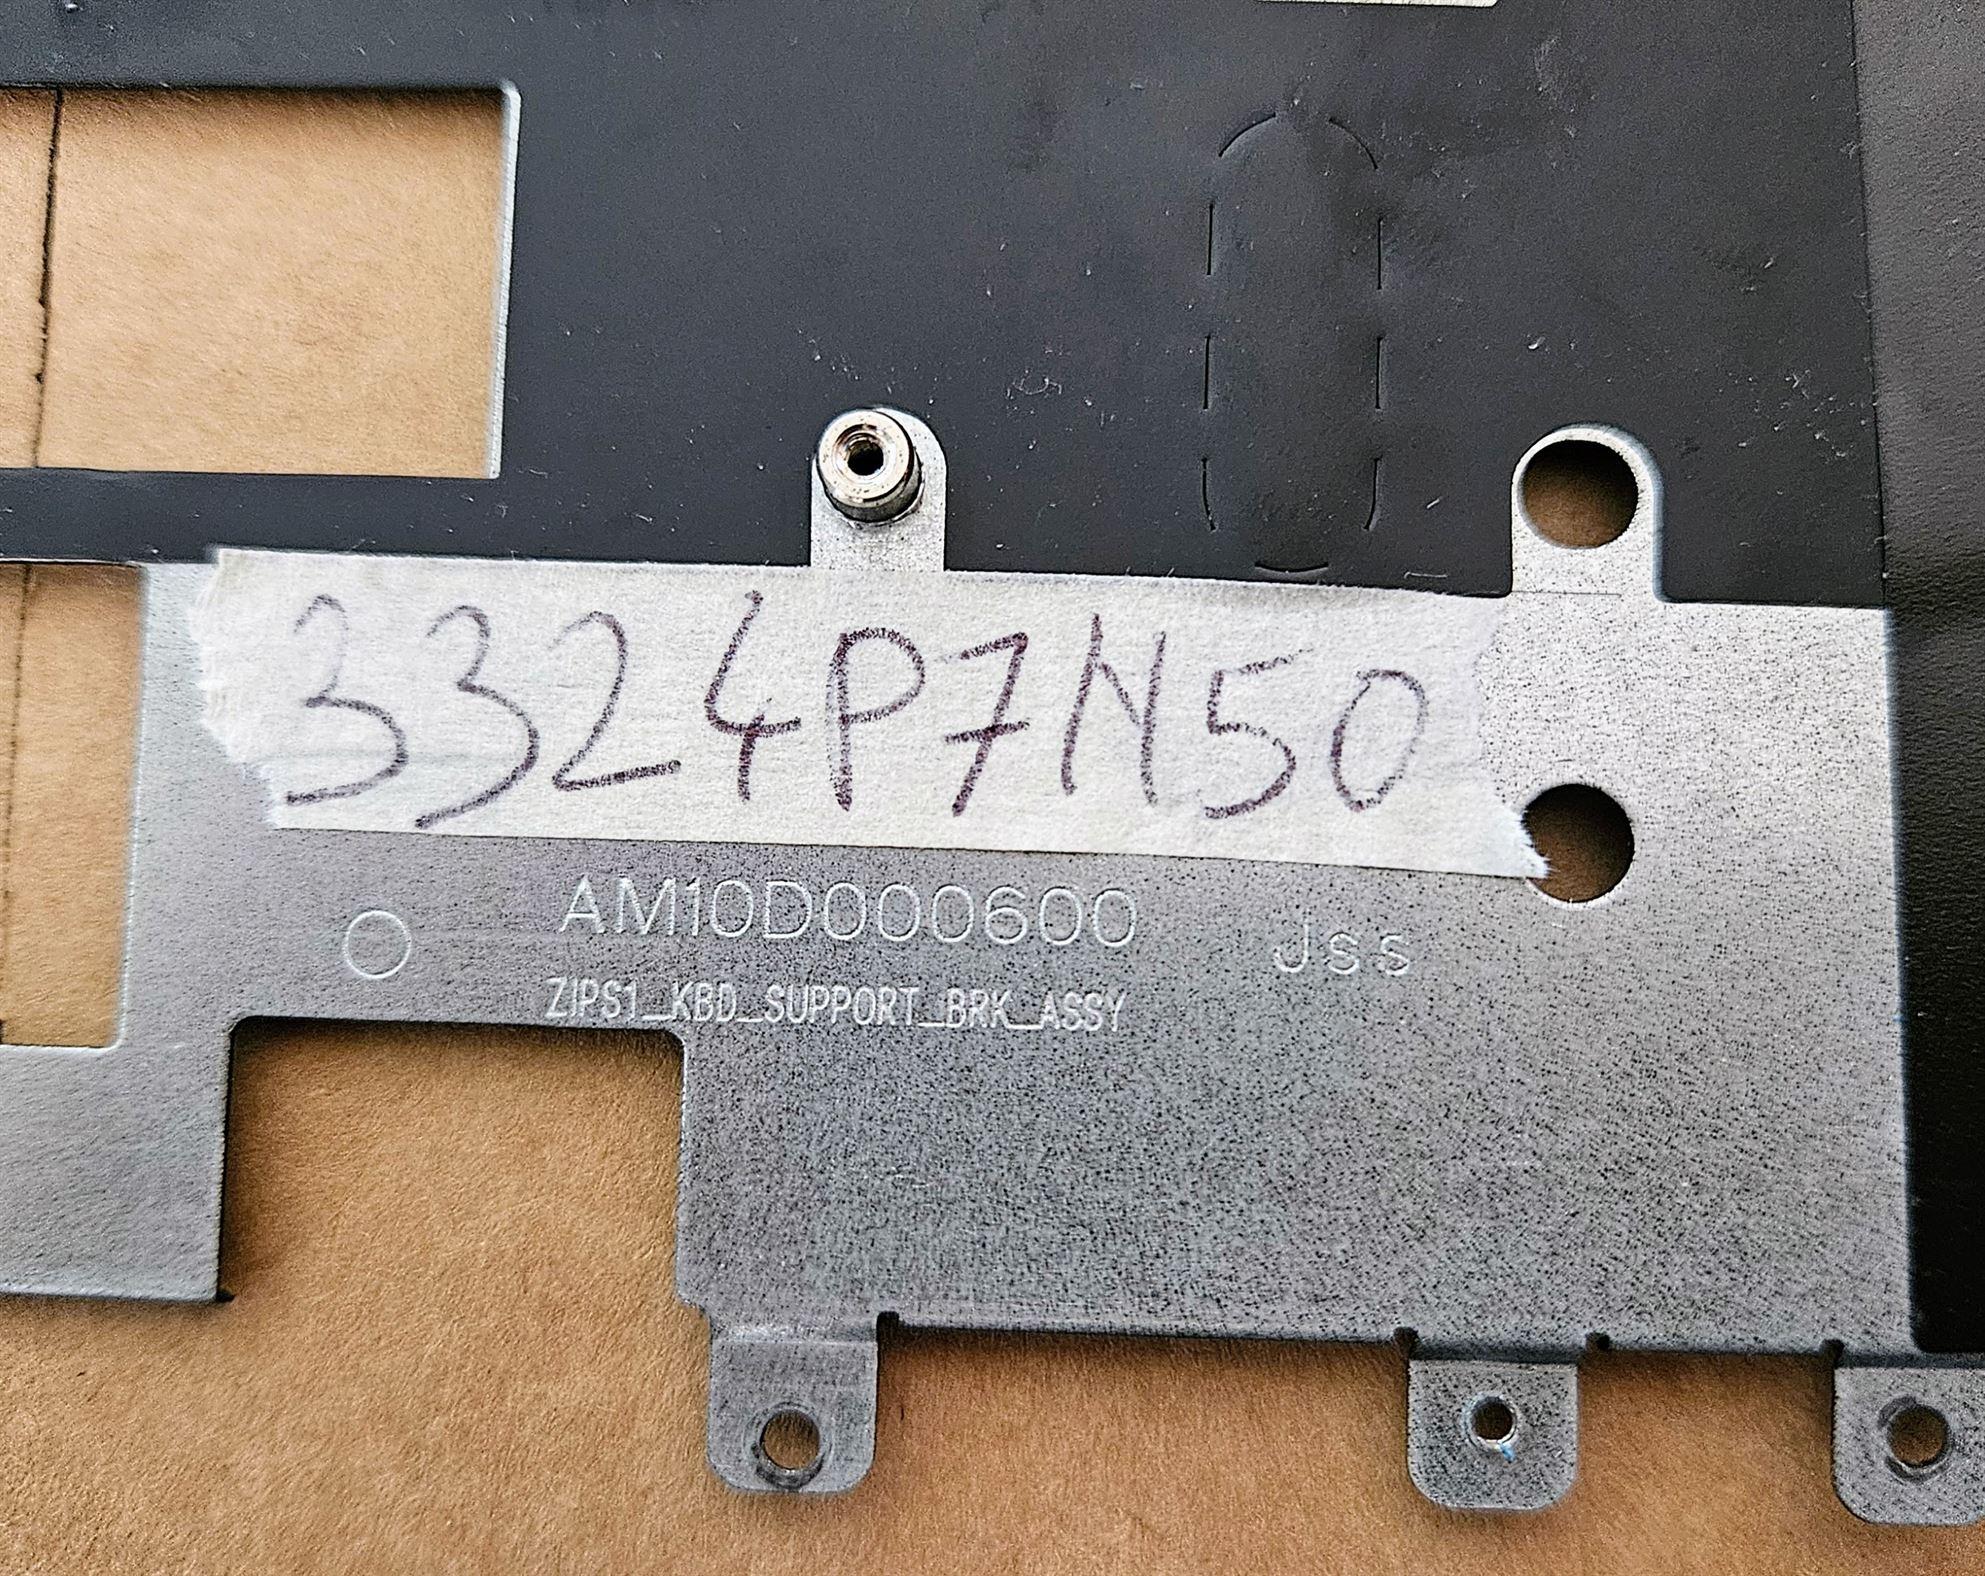 3324P7N50
AM10D000600 Jss
ZIPS1_KBD_SUPPORT_BRK_ASSY